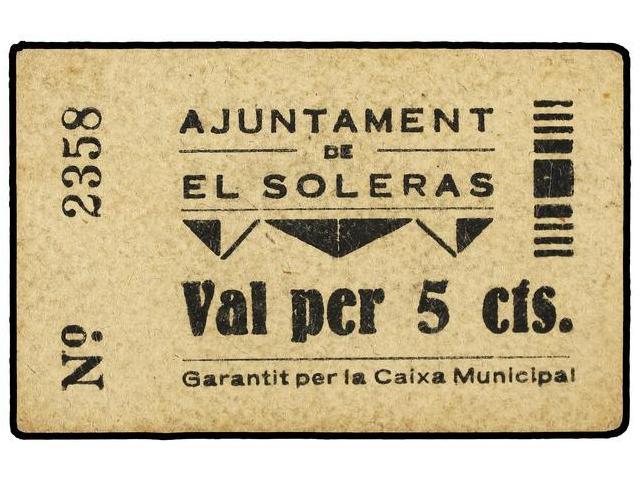 Nº 2358
AJUNTAMENT
DE
EL SOLERAS
Val per 5 cts.
Garantit per la Caixa Municipal